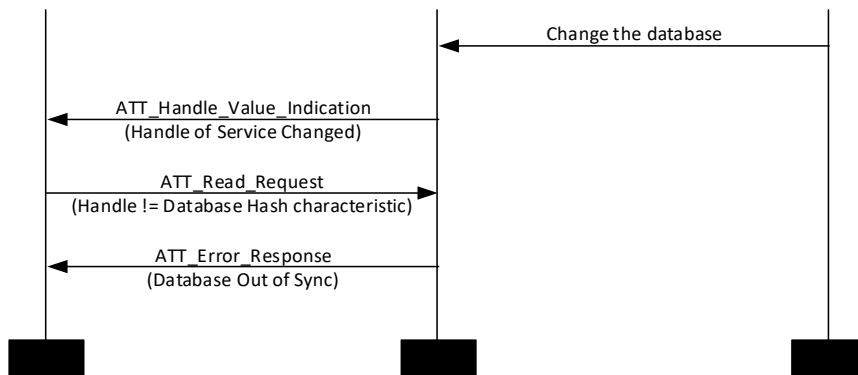 Change the database
ATT_Handle_Value_Indication
(Handle of Service Changed)
ATT_Read_Request
(Handle != Database Hash characteristic)
ATT_Error_Response
(Database Out of Sync)